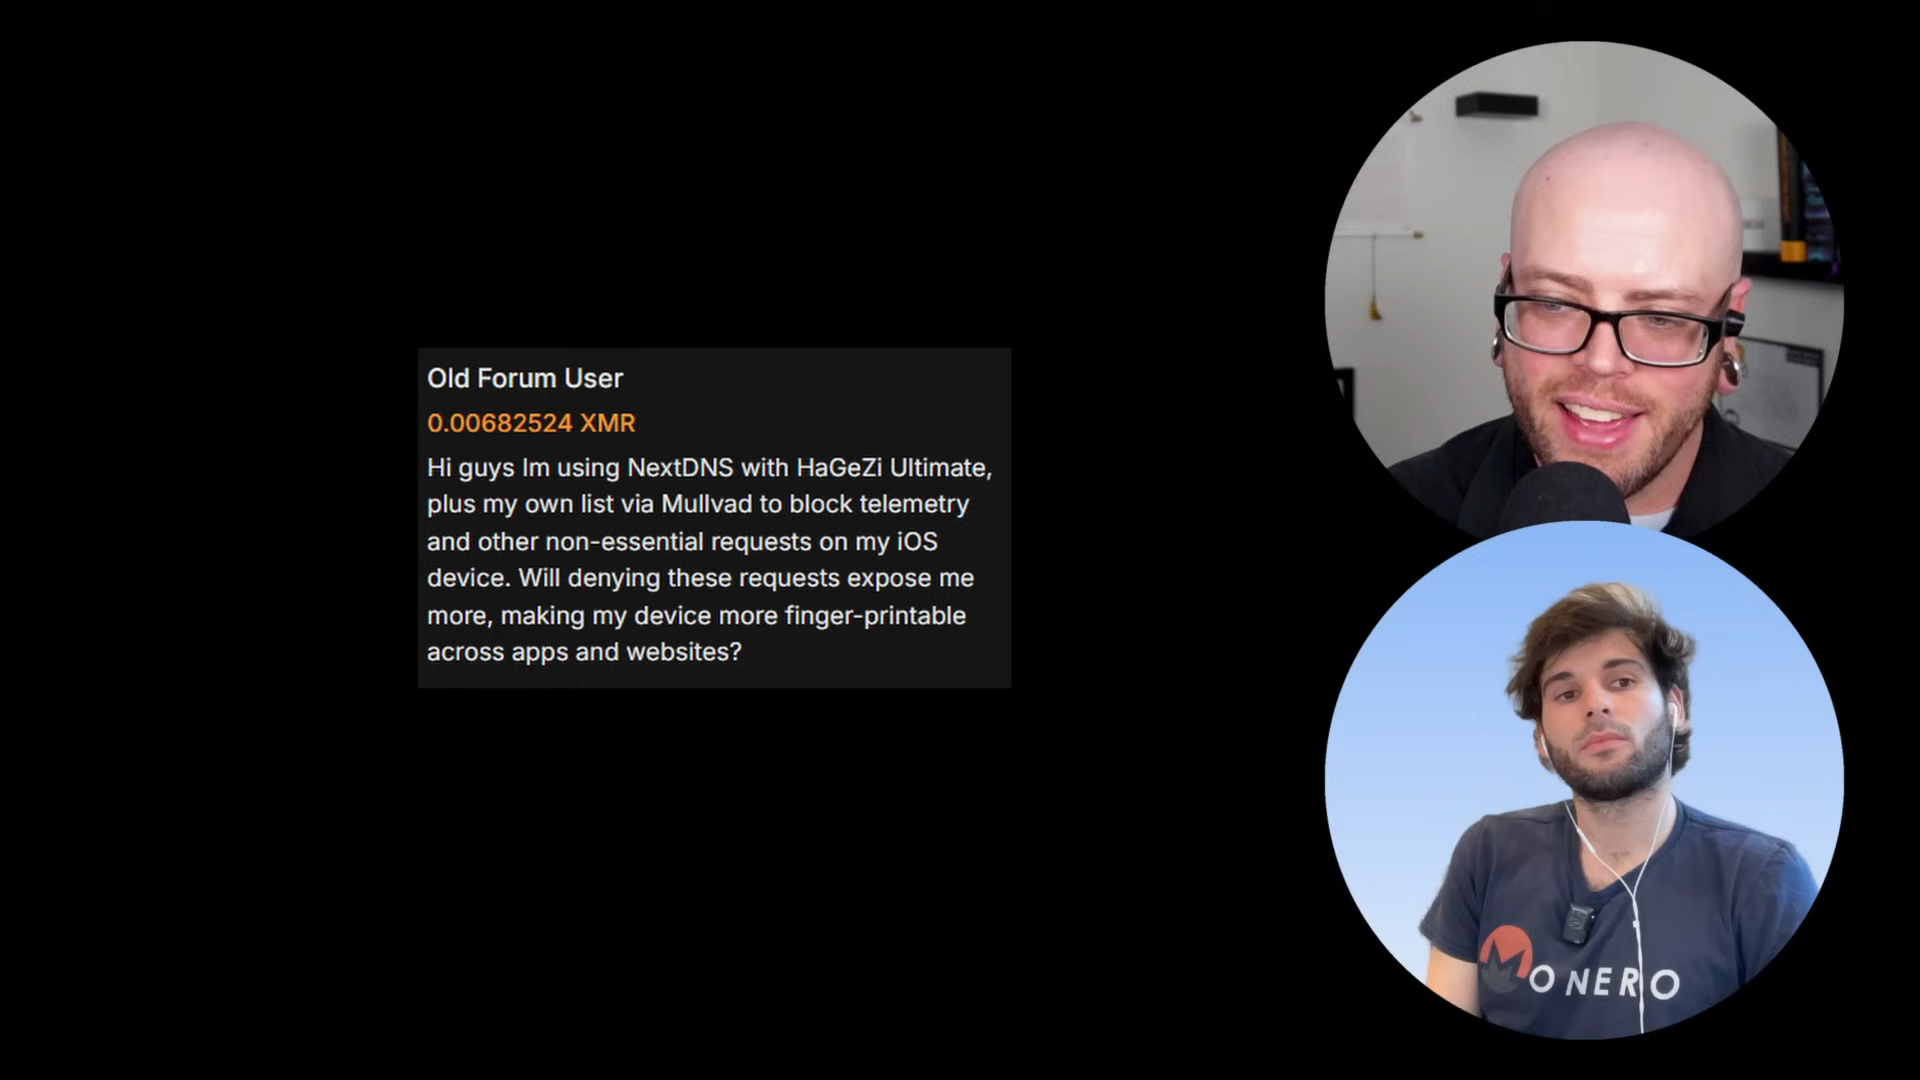 Old Forum User
0.00682524 XMR
Hi guys Im using NextDNS with HaGeZi Ultimate,
plus my own list via Mullvad to block telemetry
and other non-essential requests on my iOS
device. Will denying these requests expose me
more, making my device more finger-printable
across apps and websites?
MONERO